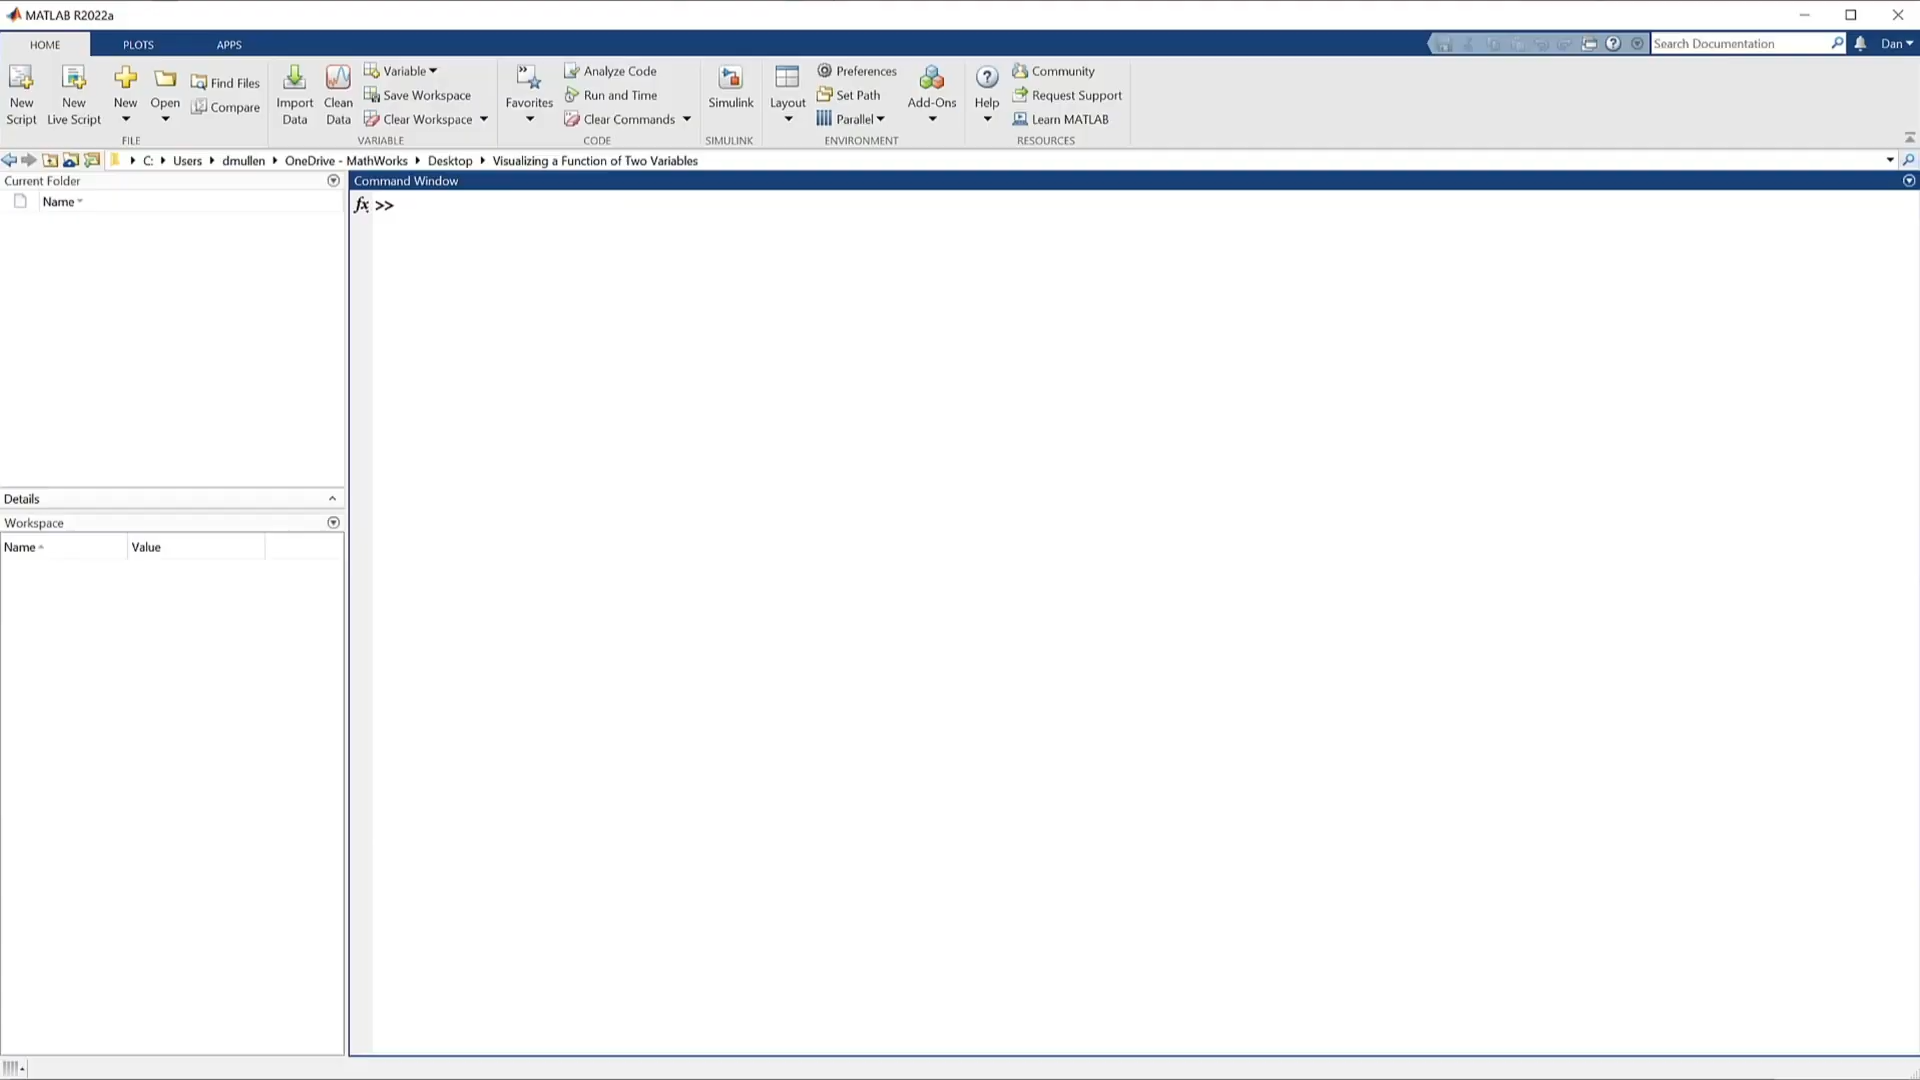 MATLAB R2022a
HOME PLOTS APPS
Search Documentation
Dan
New Script
New Live Script
New
Open
Find Files
Compare
FILE
Import Data
Clean Data
Variable
Save Workspace
Clear Workspace
VARIABLE
Favorites
Analyze Code
Run and Time
Clear Commands
CODE
Simulink
SIMULINK
Layout
Preferences
Set Path
Parallel
Add-Ons
ENVIRONMENT
Help
Community
Request Support
Learn MATLAB
RESOURCES
C: Users dmullen OneDrive - MathWorks Desktop Visualizing a Function of Two Variables
Current Folder
Name
Details
Workspace
Name Value
Command Window
fx >>